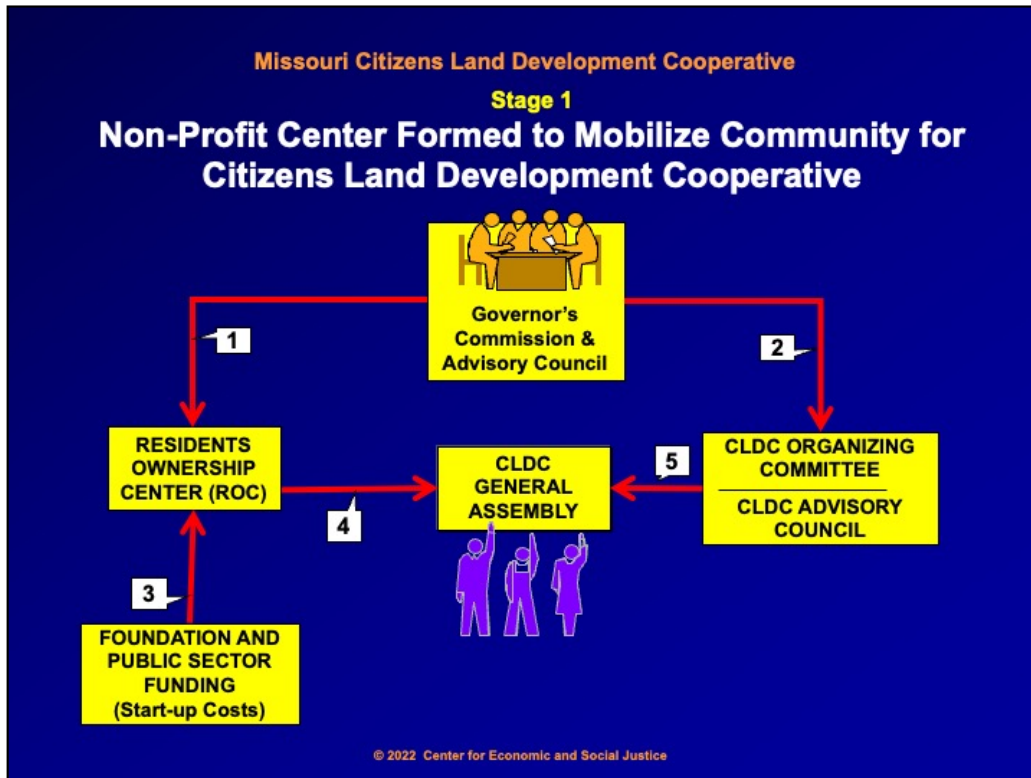 Missouri Citizens Land Development Cooperative
Stage 1
Non-Profit Center Formed to Mobilize Community for
Citizens Land Development Cooperative
Governor's
Commission &
Advisory Council
1
2
RESIDENTS
OWNERSHIP
CENTER (ROC)
CLDC
GENERAL
ASSEMBLY
5
CLDC ORGANIZING
COMMITTEE
CLDC ADVISORY
COUNCIL
4
3
FOUNDATION AND
PUBLIC SECTOR
FUNDING
(Start-up Costs)
© 2022 Center for Economic and Social Justice